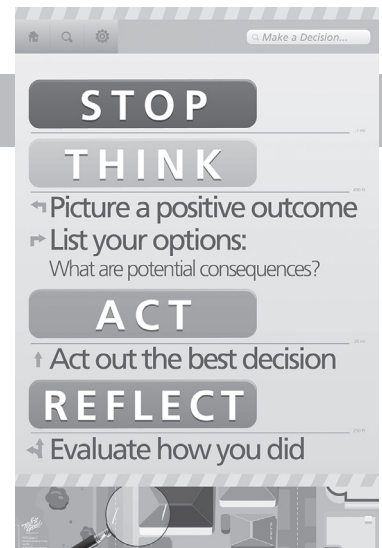 Make a Decision...
STOP
THINK
Picture a positive outcome
List your options:
What are potential consequences?
ACT
Act out the best decision
REFLECT
Evaluate how you did